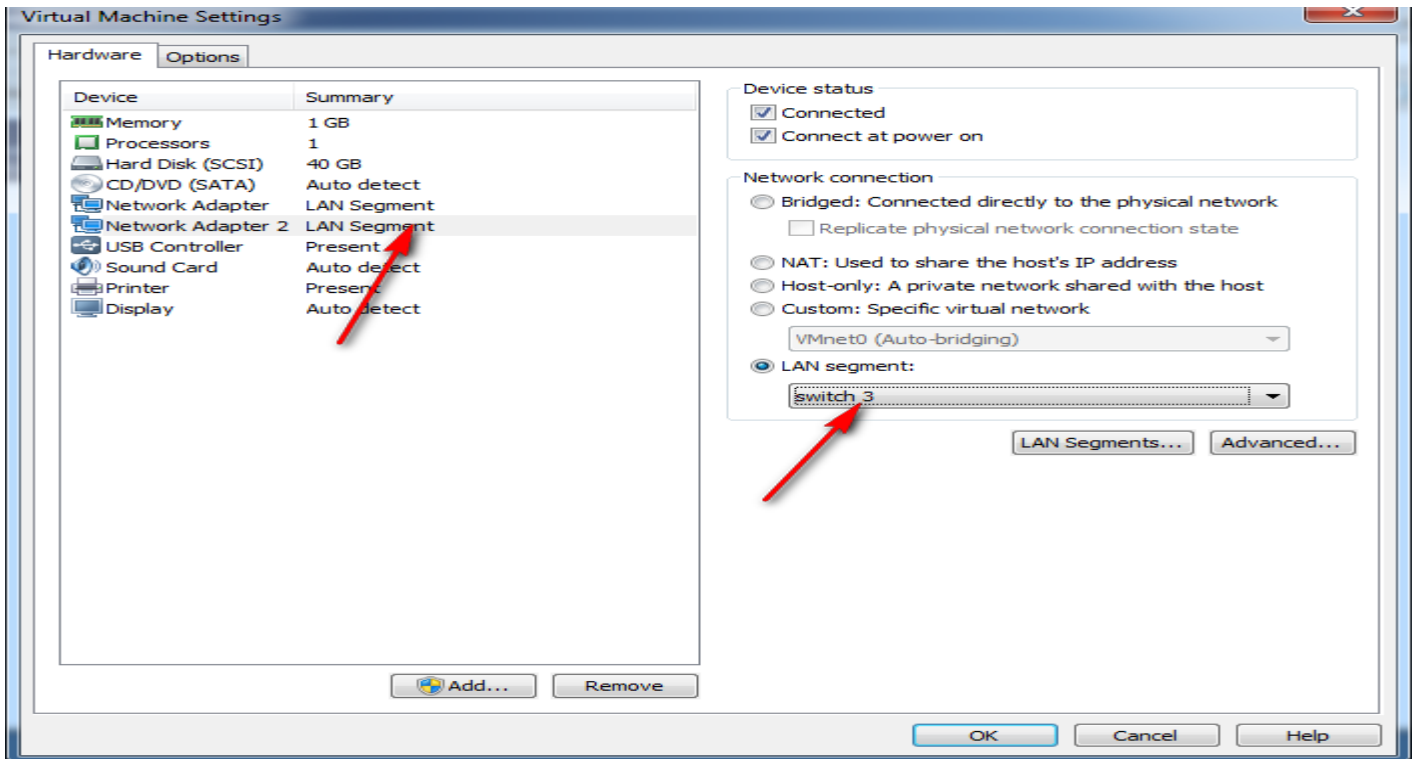 Virtual Machine Settings
Hardware Options
Device Summary
Memory 1 GB
Processors 1
Hard Disk (SCSI) 40 GB
CD/DVD (SATA) Auto detect
Network Adapter LAN Segment
Network Adapter 2 LAN Segment
USB Controller Present
Sound Card Auto detect
Printer Present
Display Auto detect
Add... Remove
Device status
Connected
Connect at power on
Network connection
Bridged: Connected directly to the physical network
Replicate physical network connection state
NAT: Used to share the host's IP address
Host-only: A private network shared with the host
Custom: Specific virtual network
VMnet0 (Auto-bridging)
LAN segment:
switch 3
LAN Segments... Advanced...
OK Cancel Help